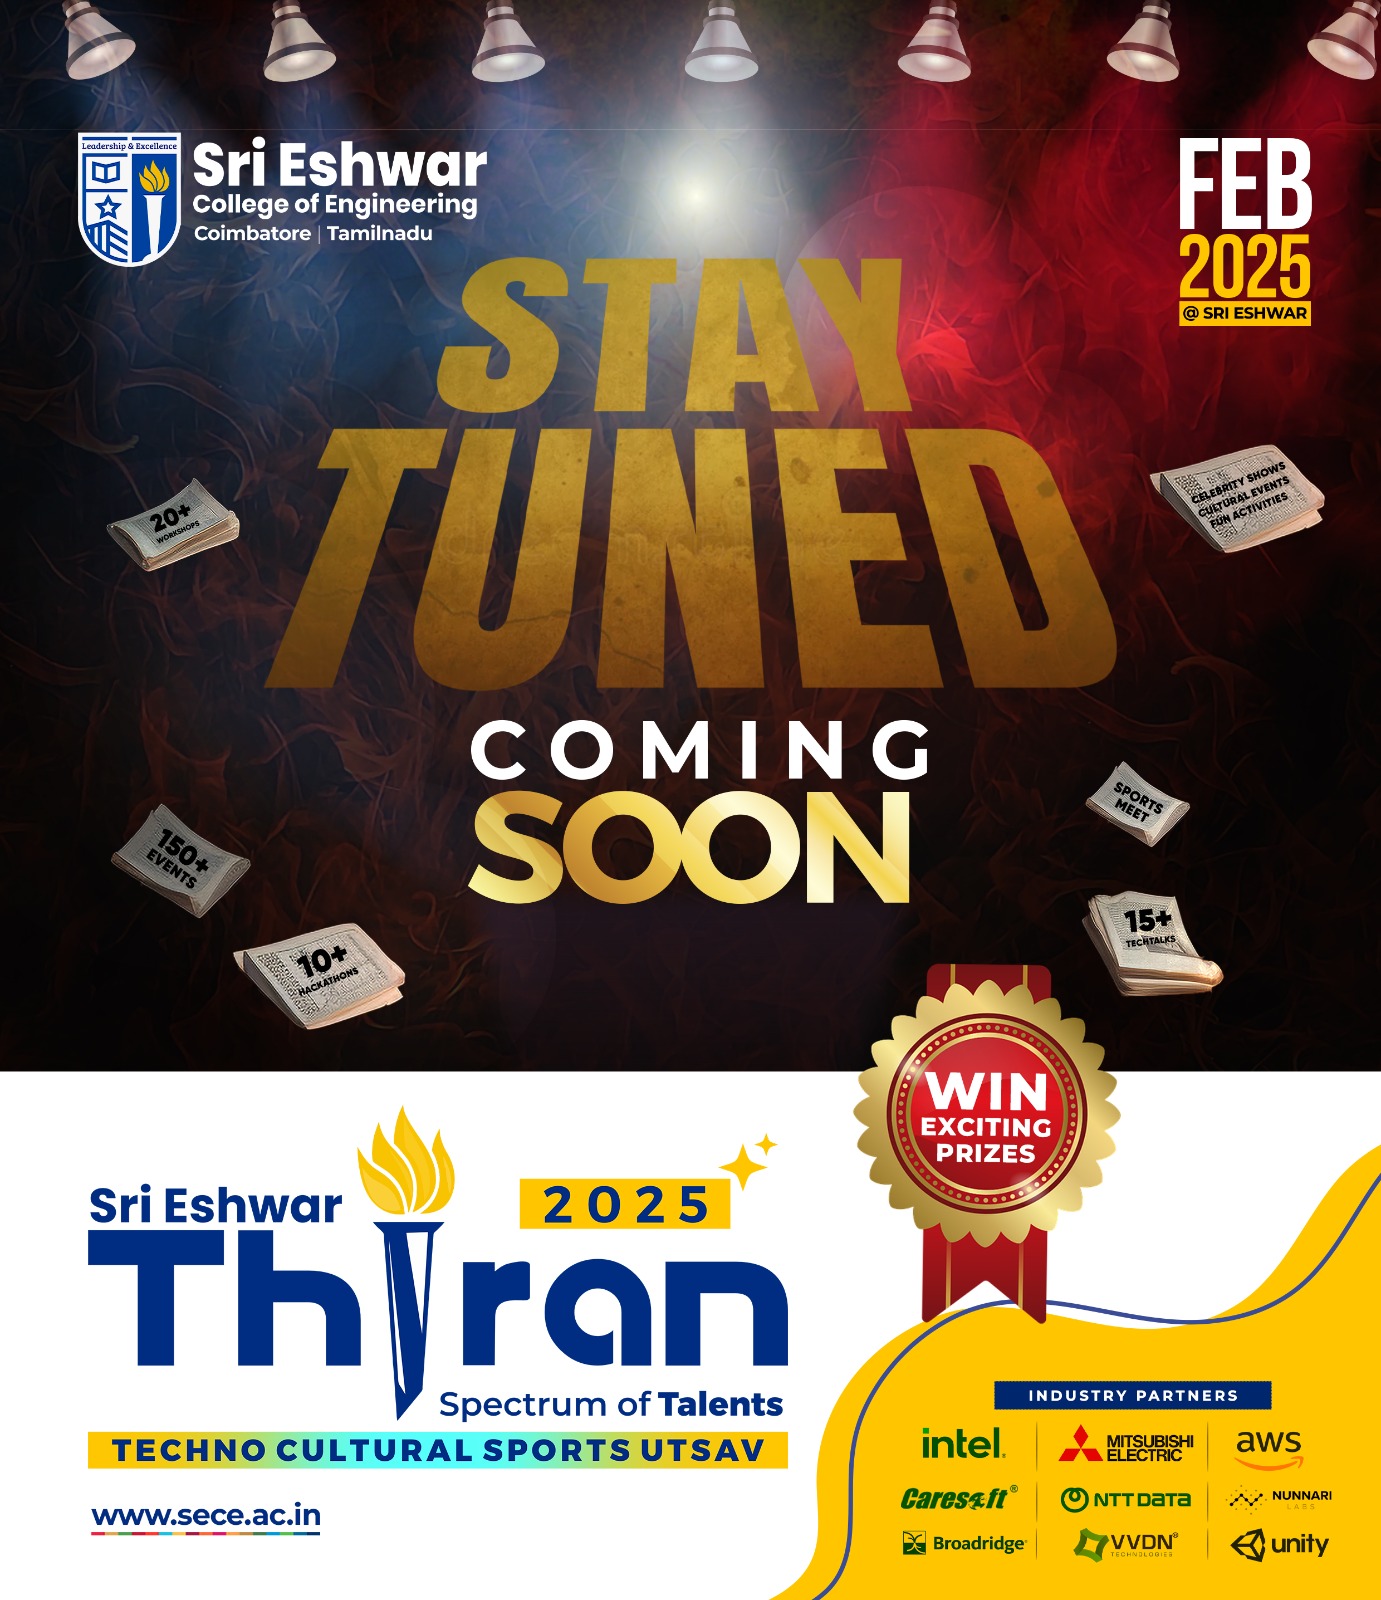 Leadership & Excellence
Sri Eshwar
College of Engineering
Coimbatore | Tamilnadu
FEB
2025
@ SRI ESHWAR
STAY
TUNED
20+
WORKSHOPS
CELEBRITY SHOWS
CULTURAL EVENTS
FUN ACTIVITIES
COMING
SOON
150+
EVENTS
SPORTS
MEET
10+
HACKATHONS
15+
TECHTALKS
WIN
EXCITING
PRIZES
Sri Eshwar
2025
Thiran
Spectrum of Talents
TECHNO CULTURAL SPORTS UTSAV
www.sece.ac.in
INDUSTRY PARTNERS
intel.
MITSUBISHI
ELECTRIC
aws
Caresoft®
NTT DATA
NUNNARI
LABS
Broadridge®
VVDN®
TECHNOLOGIES
unity